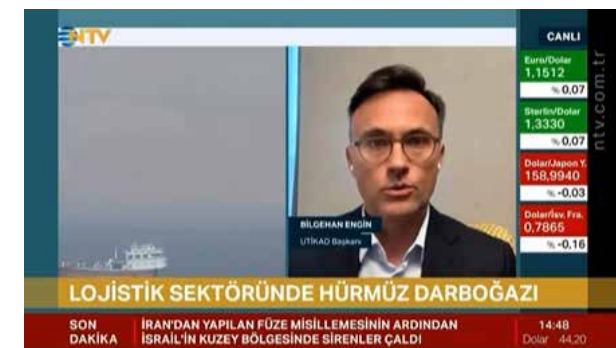 NTV
CANLI
Euro/Dolar
1,1512
% 0,07
Sterlin/Dolar
1,3330
% 0,07
Dolar/Japon Y.
158,9940
% -0,03
Dolar/İsv. Fra.
0,7865
% -0,16
ntv.com.tr
BİLGEHAN ENGİN
UTİKAD Başkanı
LOJİSTİK SEKTÖRÜNDE HÜRMÜZ DARBOĞAZI
SON DAKİKA
İRAN'DAN YAPILAN FÜZE MİSİLLEMESİNİN ARDINDAN
İSRAİL'İN KUZEY BÖLGESİNDE SİRENLER ÇALDI
14:48
Dolar 44,20